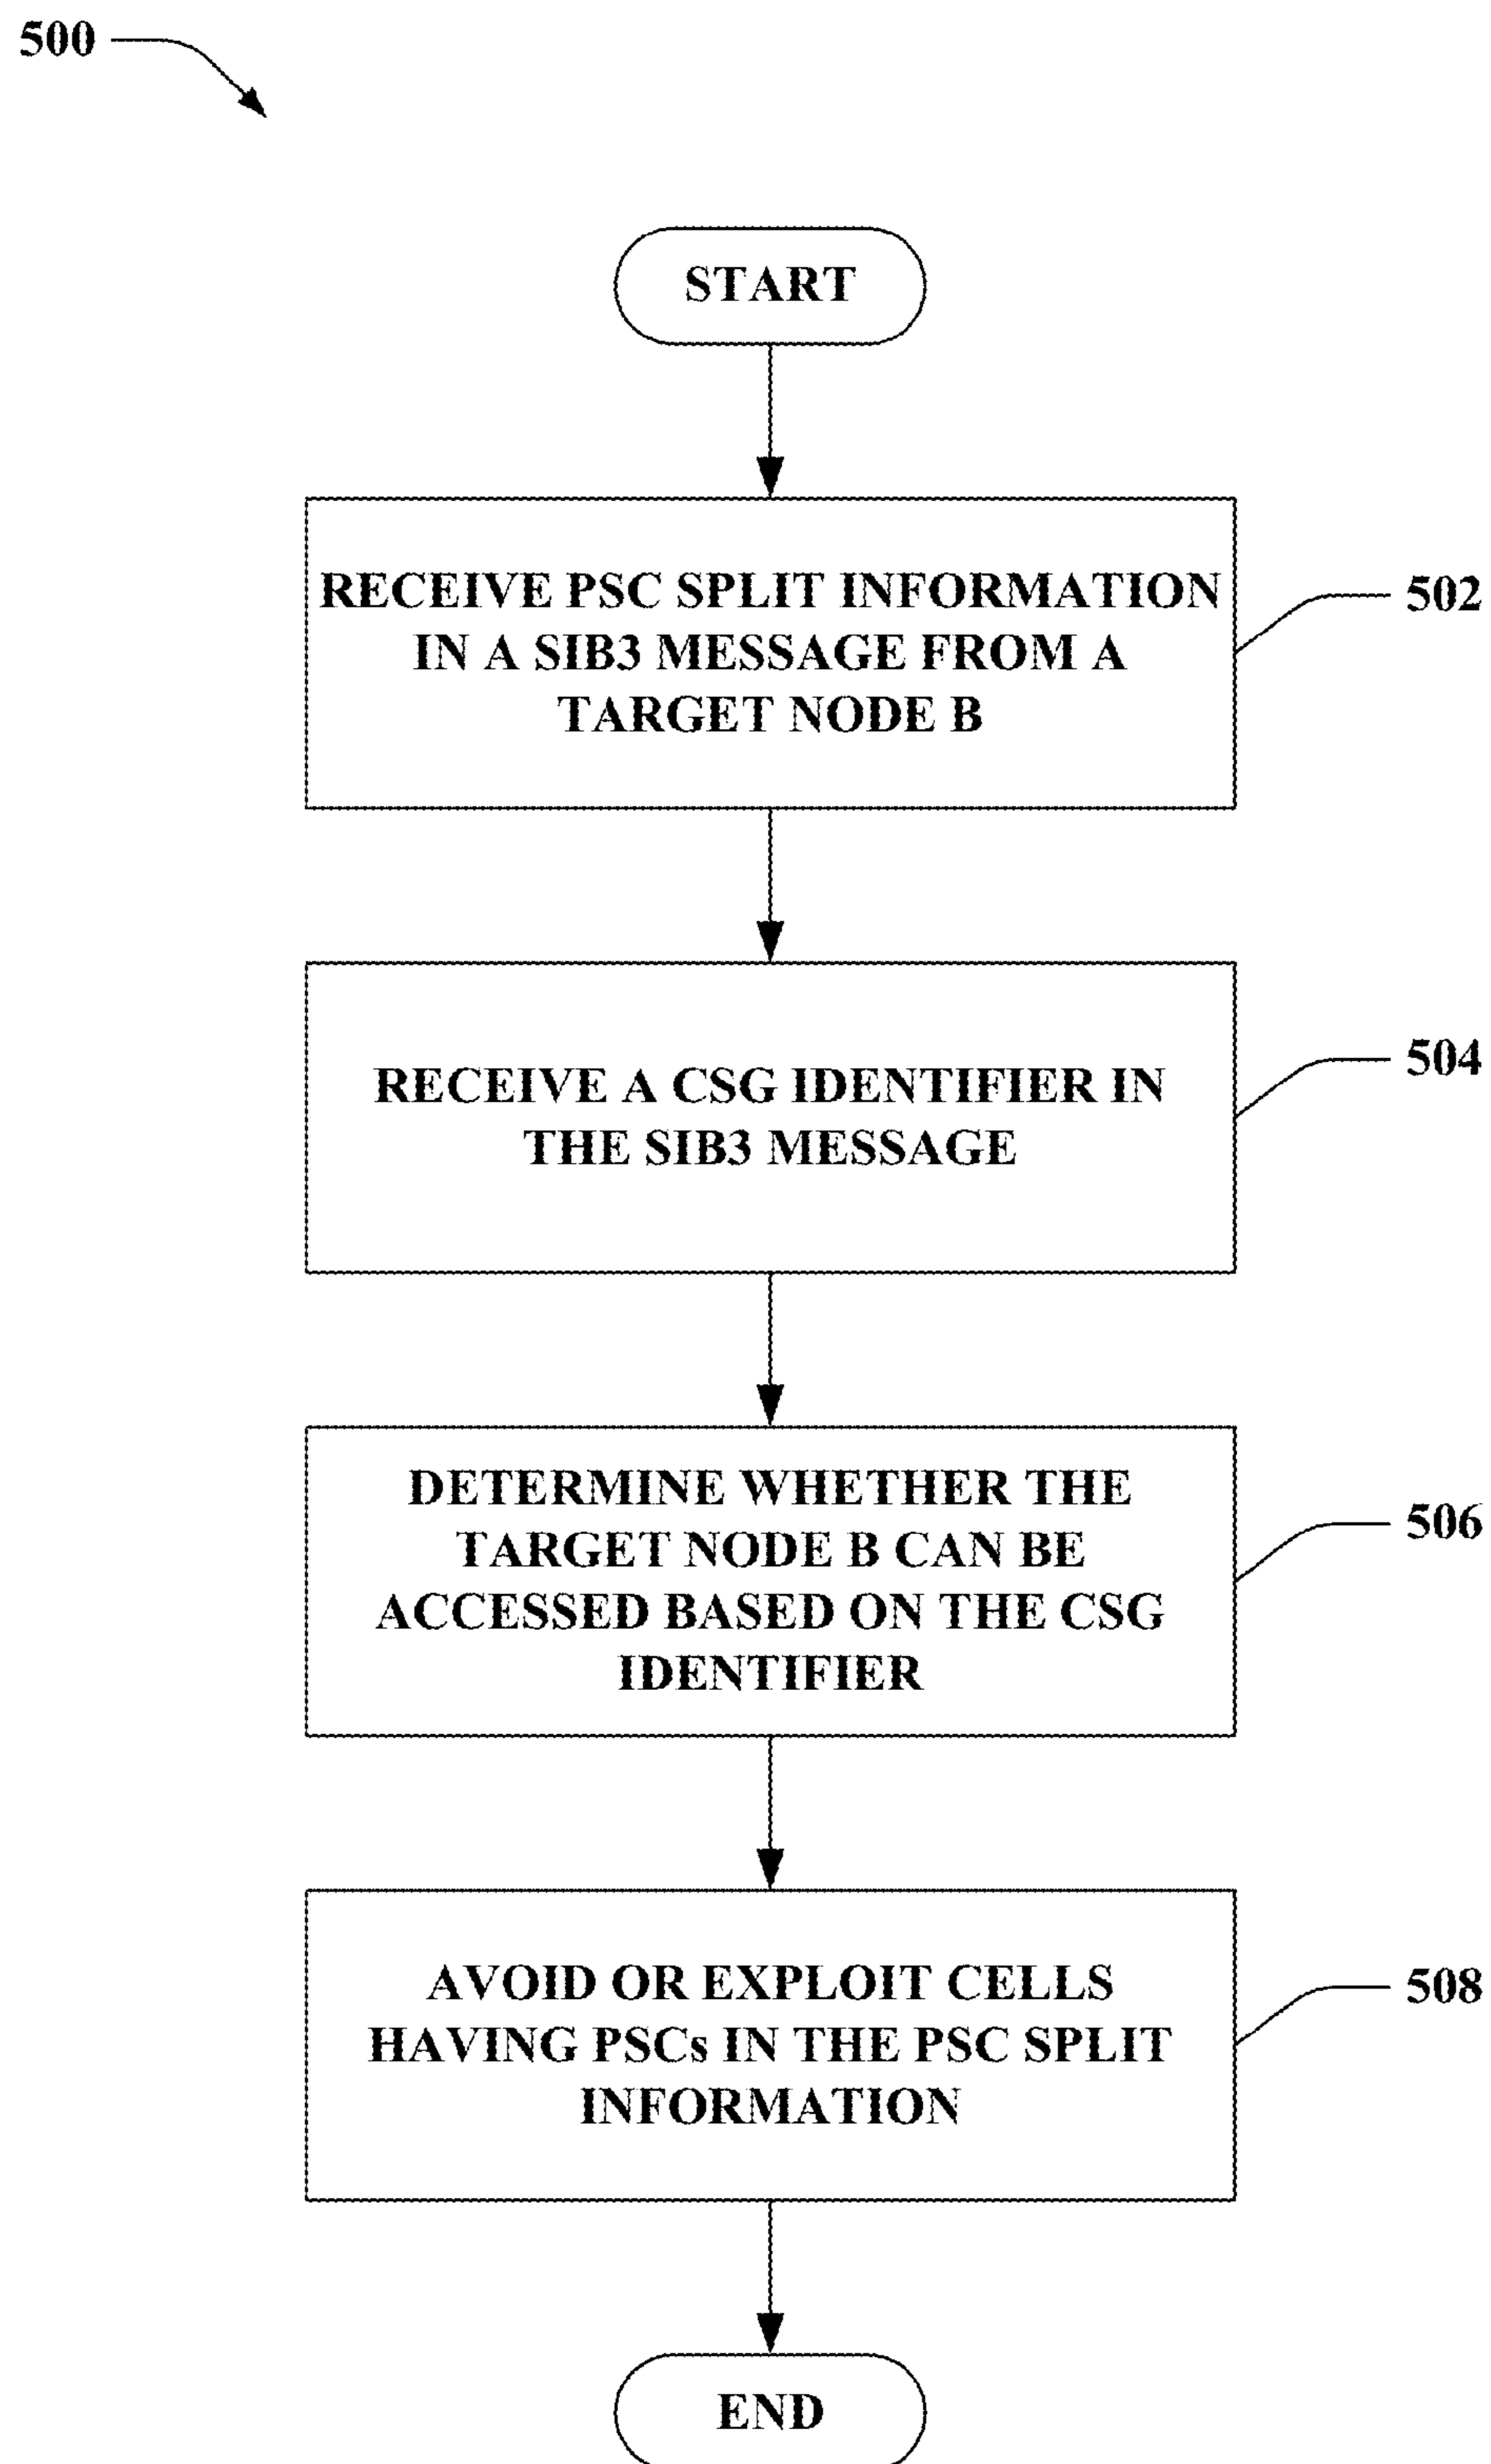 500
START
RECEIVE PSC SPLIT INFORMATION
IN A SIB3 MESSAGE FROM A
TARGET NODE B
502
RECEIVE A CSG IDENTIFIER IN
THE SIB3 MESSAGE
504
DETERMINE WHETHER THE
TARGET NODE B CAN BE
ACCESSED BASED ON THE CSG
IDENTIFIER
506
AVOID OR EXPLOIT CELLS
HAVING PSCs IN THE PSC SPLIT
INFORMATION
508
END